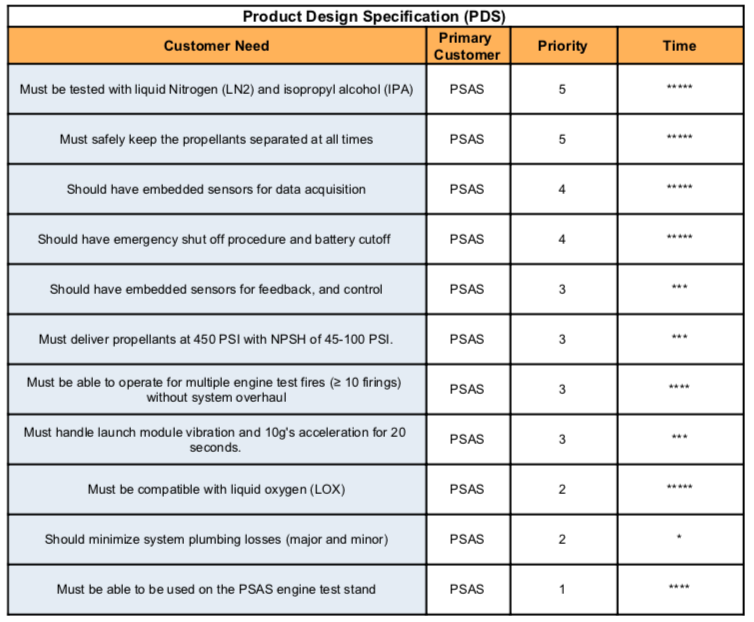 Product Design Specification (PDS)
Customer Need
Primary
Customer
Priority
Time
Must be tested with liquid Nitrogen (LN2) and isopropyl alcohol (IPA)
PSAS
5
*****
Must safely keep the propellants separated at all times
PSAS
5
*****
Should have embedded sensors for data acquisition
PSAS
4
*****
Should have emergency shut off procedure and battery cutoff
PSAS
4
*****
Should have embedded sensors for feedback, and control
PSAS
3
***
Must deliver propellants at 450 PSI with NPSH of 45-100 PSI.
PSAS
3
***
Must be able to operate for multiple engine test fires (≥ 10 firings)
without system overhaul
PSAS
3
****
Must handle launch module vibration and 10g's acceleration for 20
seconds.
PSAS
3
***
Must be compatible with liquid oxygen (LOX)
PSAS
2
*****
Should minimize system plumbing losses (major and minor)
PSAS
2
*
Must be able to be used on the PSAS engine test stand
PSAS
1
****